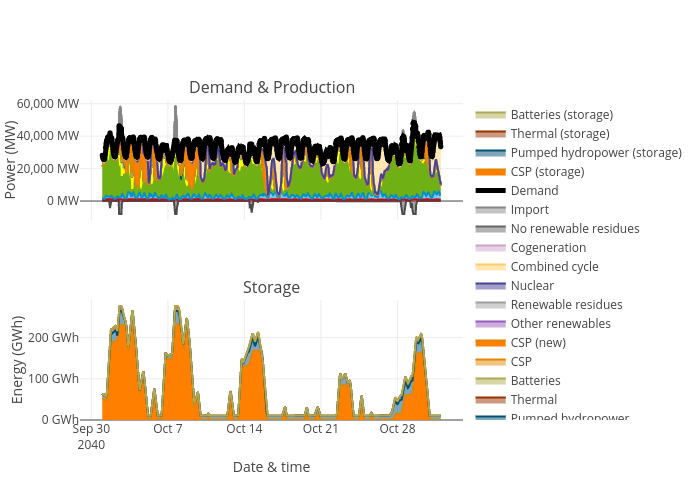 Demand & Production
60,000 MW
40,000 MW
20,000 MW
0 MW
Power (MW)
Storage
200 GWh
100 GWh
0 GWh
Energy (GWh)
Sep 30
2040
Oct 7
Oct 14
Oct 21
Oct 28
Date & time
Batteries (storage)
Thermal (storage)
Pumped hydropower (storage)
CSP (storage)
Demand
Import
No renewable residues
Cogeneration
Combined cycle
Nuclear
Renewable residues
Other renewables
CSP (new)
CSP
Batteries
Thermal
Pumped hydropower